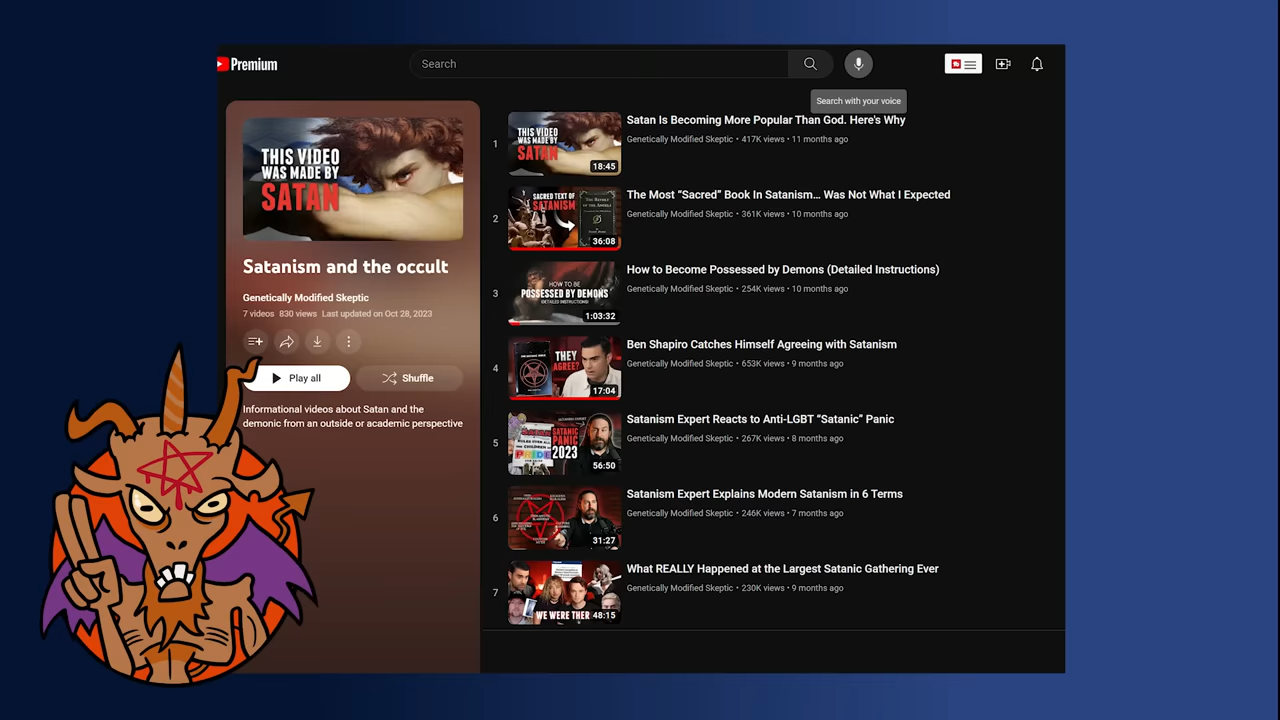 Premium
Search
Search with your voice
THIS VIDEO
WAS MADE BY
SATAN
Satanism and the occult
Genetically Modified Skeptic
7 videos 830 views Last updated on Oct 28, 2023
Play all
Shuffle
Informational videos about Satan and the
demonic from an outside or academic perspective
1
THIS VIDEO
WAS MADE BY
SATAN
18:45
Satan Is Becoming More Popular Than God. Here's Why
Genetically Modified Skeptic • 417K views • 11 months ago
2
SACRED TEXT OF
SATANISM
THE REVOLT
OF THE ANGELS
36:08
The Most “Sacred” Book In Satanism… Was Not What I Expected
Genetically Modified Skeptic • 361K views • 10 months ago
3
HOW TO BE
POSSESSED BY DEMONS
(DETAILED INSTRUCTIONS)
1:03:32
How to Become Possessed by Demons (Detailed Instructions)
Genetically Modified Skeptic • 254K views • 10 months ago
4
THEY
AGREE?
17:04
Ben Shapiro Catches Himself Agreeing with Satanism
Genetically Modified Skeptic • 653K views • 9 months ago
5
SATANIC
PANIC
2023
PRIDE
56:50
Satanism Expert Reacts to Anti-LGBT “Satanic” Panic
Genetically Modified Skeptic • 267K views • 8 months ago
6
31:27
Satanism Expert Explains Modern Satanism in 6 Terms
Genetically Modified Skeptic • 246K views • 7 months ago
7
WE WERE THER
48:15
What REALLY Happened at the Largest Satanic Gathering Ever
Genetically Modified Skeptic • 230K views • 9 months ago